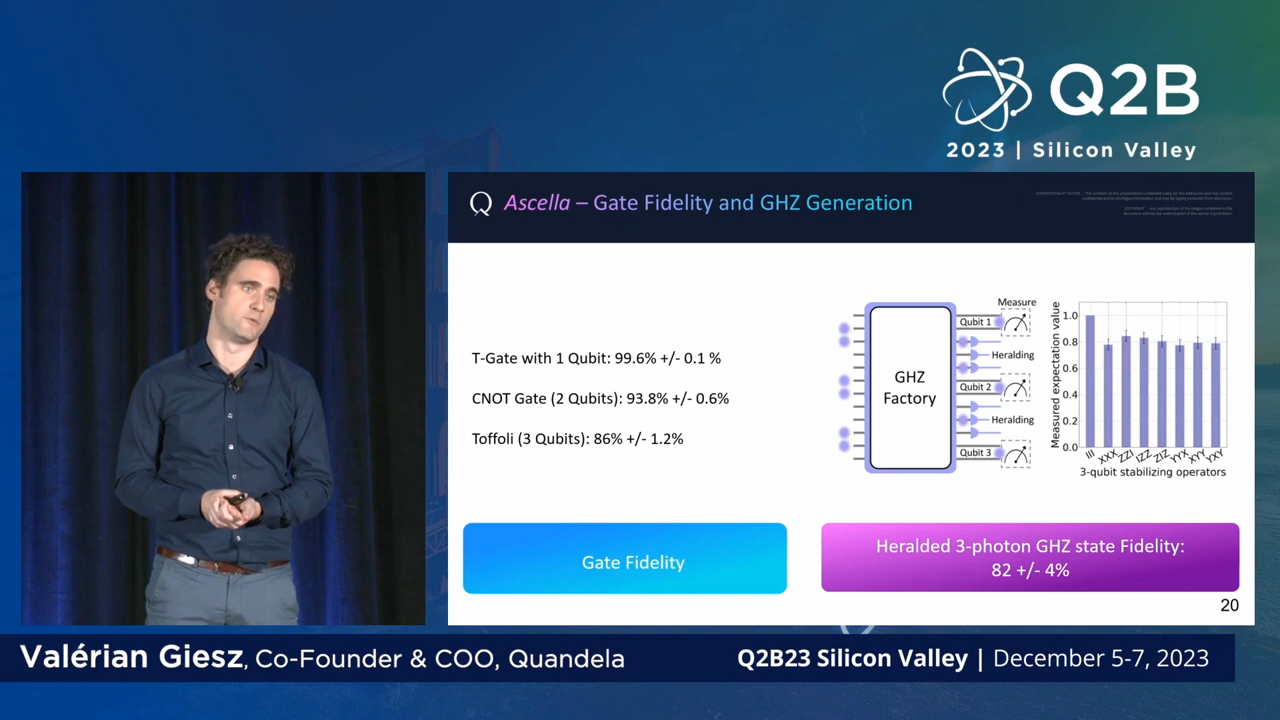 Q2B
2023 | Silicon Valley
Ascella – Gate Fidelity and GHZ Generation
T-Gate with 1 Qubit: 99.6% +/- 0.1 %
CNOT Gate (2 Qubits): 93.8% +/- 0.6%
Toffoli (3 Qubits): 86% +/- 1.2%
Gate Fidelity
GHZ
Factory
Measure
Qubit 1
Heralding
Qubit 2
Heralding
Qubit 3
Measured expectation value
1.0
0.8
0.6
0.4
0.2
0.0
III
XXX
ZZI
IZZ
ZIZ
3-qubit stabilizing operators
Heralded 3-photon GHZ state Fidelity:
82 +/- 4%
20
Valérian Giesz, Co-Founder & COO, Quandela
Q2B23 Silicon Valley | December 5-7, 2023